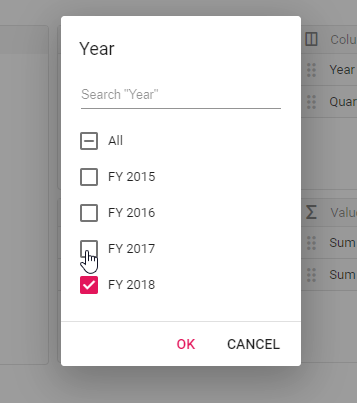 Year
Search "Year"
All
FY 2015
FY 2016
FY 2017
FY 2018
OK CANCEL
Colu
Year
Quar
Σ Value
Sum
Sum